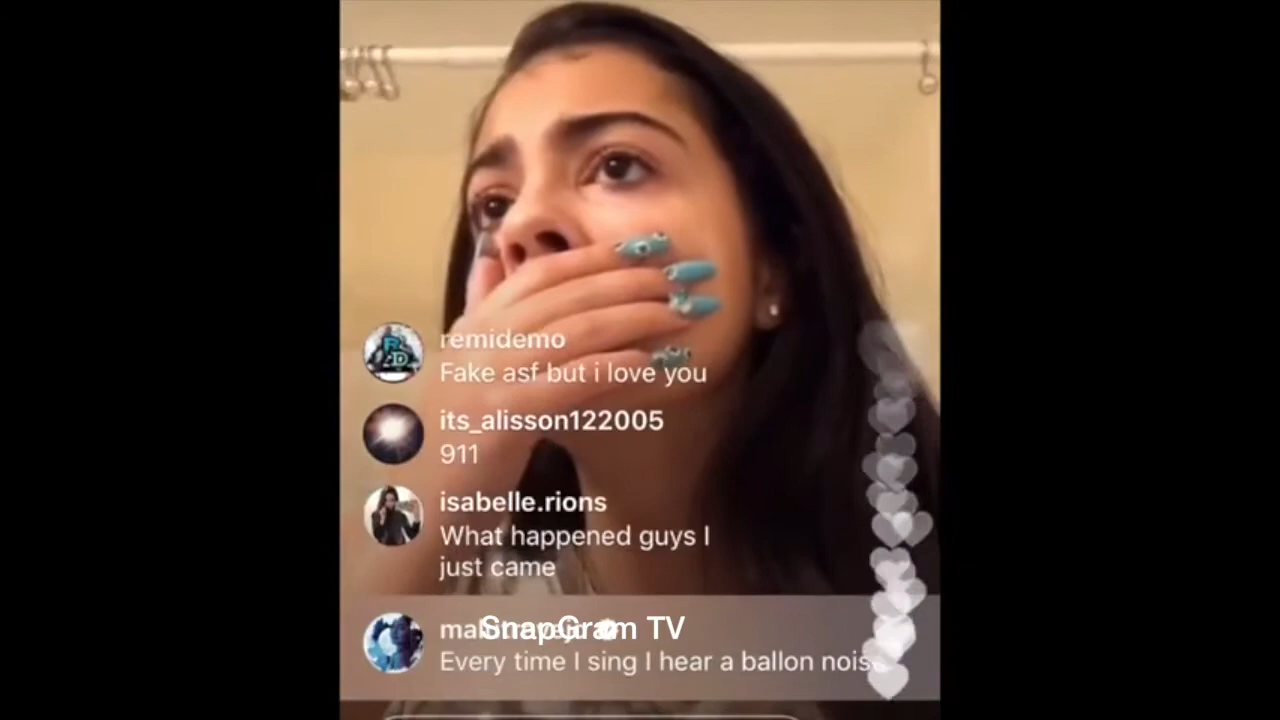 remidemo
Fake asf but i love you
its_alisson122005
911
isabelle.rions
What happened guys I
just came
SnapGram TV
Every time I sing I hear a ballon nois